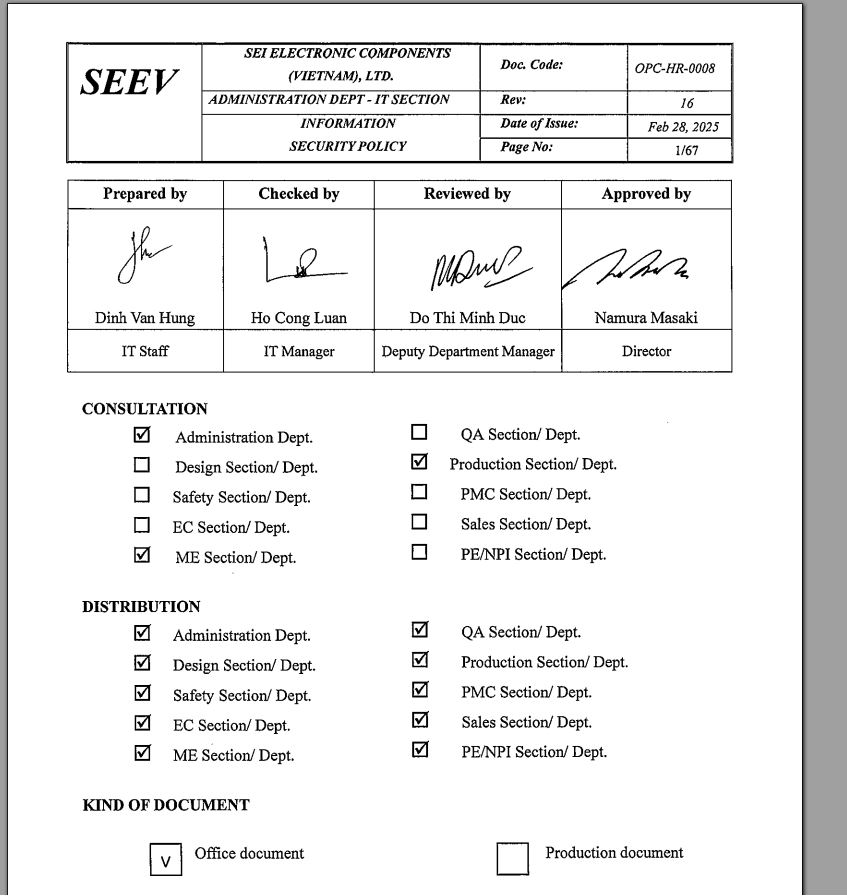 SEEV
SEI ELECTRONIC COMPONENTS
(VIETNAM), LTD.
Doc. Code:
OPC-HR-0008
ADMINISTRATION DEPT - IT SECTION
Rev:
16
INFORMATION
SECURITY POLICY
Date of Issue:
Feb 28, 2025
Page No:
1/67
Prepared by
Checked by
Reviewed by
Approved by
Dinh Van Hung
Ho Cong Luan
Do Thi Minh Duc
Namura Masaki
IT Staff
IT Manager
Deputy Department Manager
Director
CONSULTATION
☑ Administration Dept.
☐ QA Section/ Dept.
☐ Design Section/ Dept.
☑ Production Section/ Dept.
☐ Safety Section/ Dept.
☐ PMC Section/ Dept.
☐ EC Section/ Dept.
☐ Sales Section/ Dept.
☑ ME Section/ Dept.
☐ PE/NPI Section/ Dept.
DISTRIBUTION
☑ Administration Dept.
☑ QA Section/ Dept.
☑ Design Section/ Dept.
☑ Production Section/ Dept.
☑ Safety Section/ Dept.
☑ PMC Section/ Dept.
☑ EC Section/ Dept.
☑ Sales Section/ Dept.
☑ ME Section/ Dept.
☑ PE/NPI Section/ Dept.
KIND OF DOCUMENT
v Office document
☐ Production document